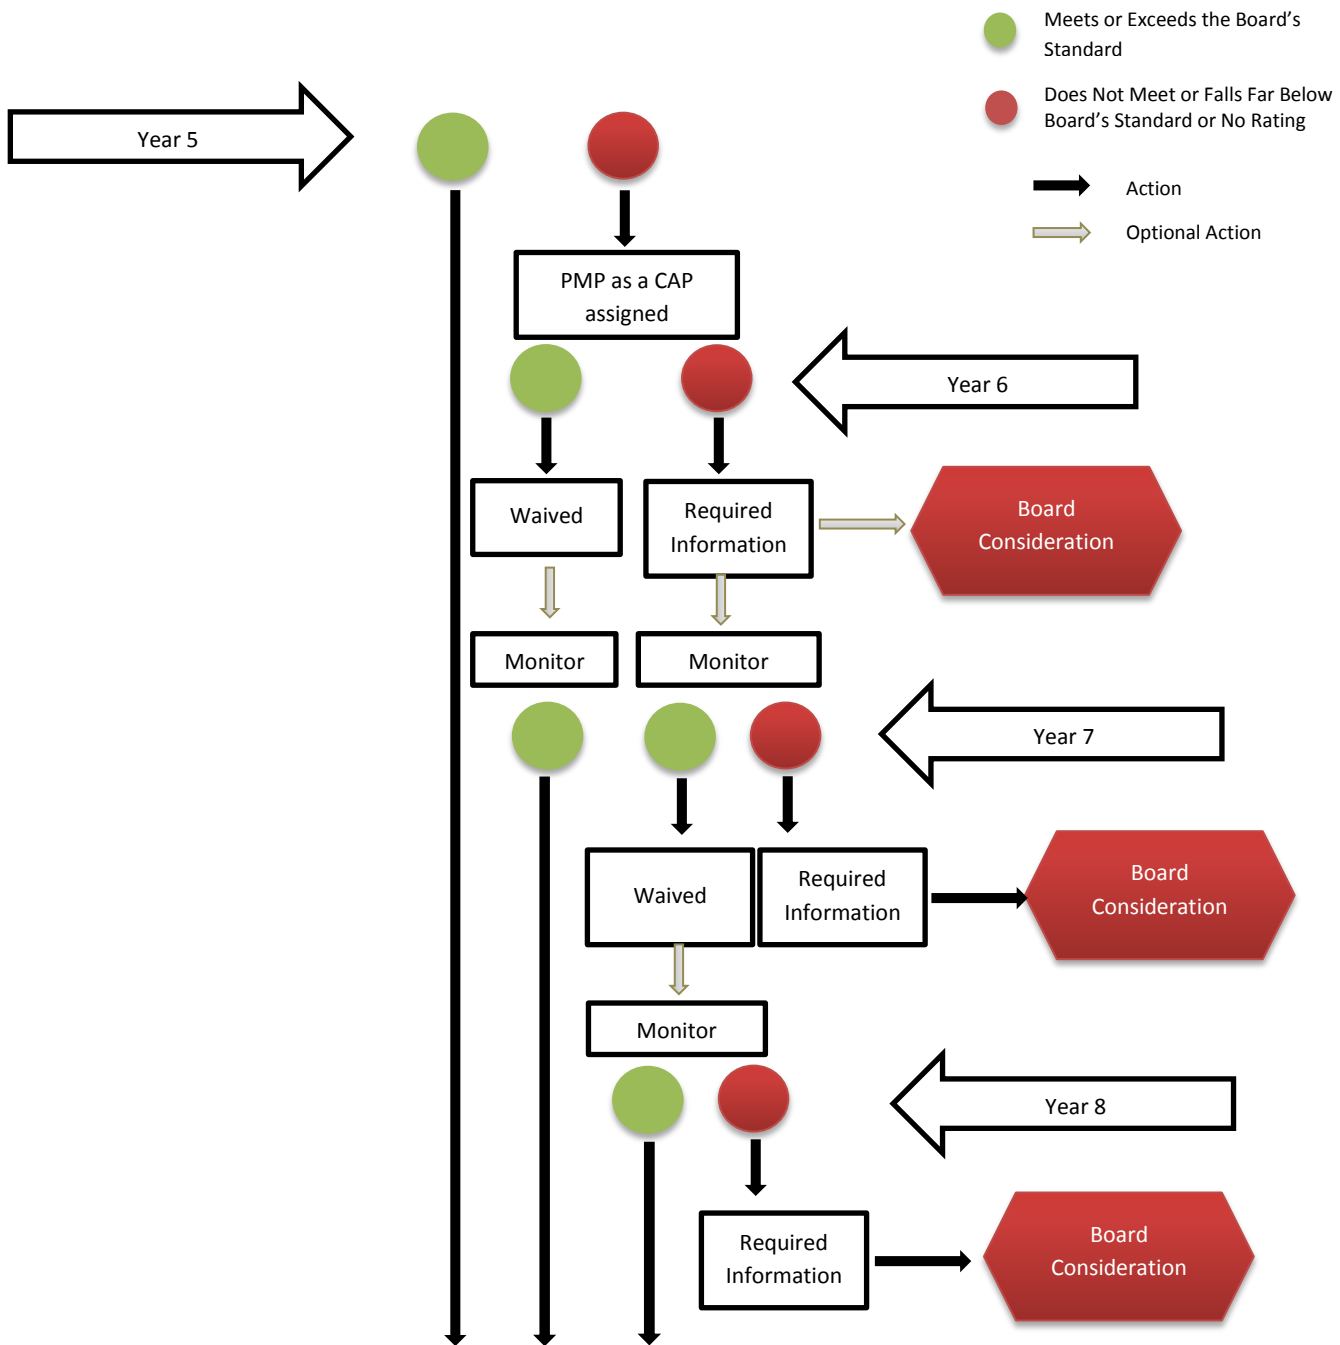 Meets or Exceeds the Board’s
Standard
Does Not Meet or Falls Far Below
Board’s Standard or No Rating
Year 5
Action
Optional Action
PMP as a CAP
assigned
Year 6
Waived
Required
Information
Board
Consideration
Monitor
Monitor
Year 7
Waived
Required
Information
Board
Consideration
Monitor
Year 8
Required
Information
Board
Consideration